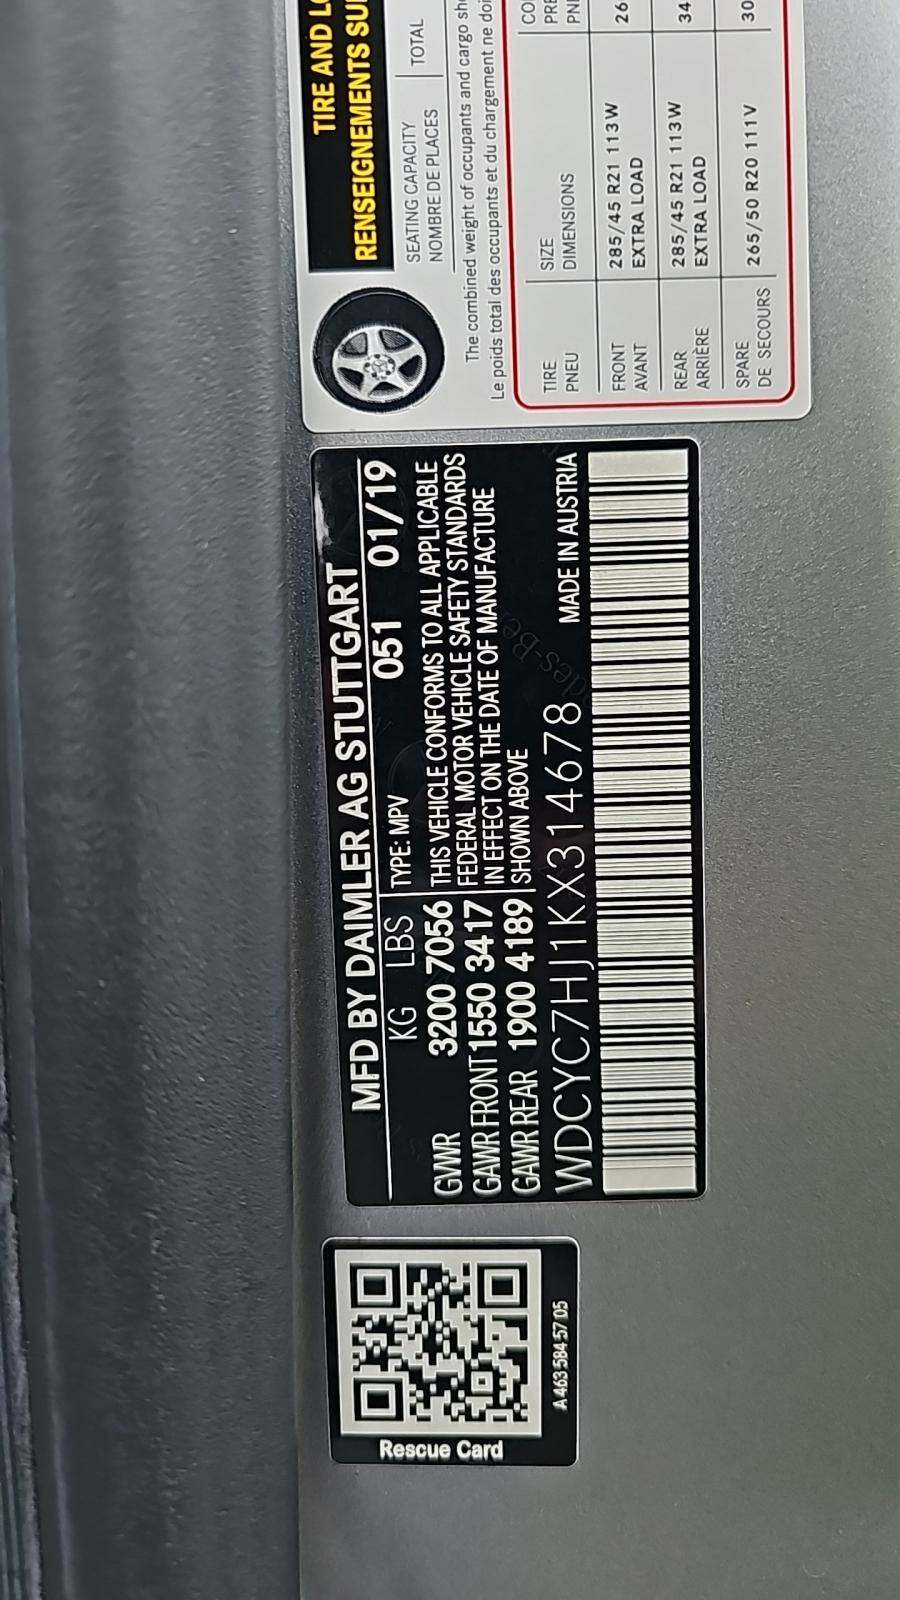 Rescue Card
A 463 584 57 05
MFD BY DAIMLER AG STUTTGART
KG LBS TYPE: MPV 051 01/19
GVWR 3200 7056
GAWR FRONT 1550 3417
GAWR REAR 1900 4189
THIS VEHICLE CONFORMS TO ALL APPLICABLE
FEDERAL MOTOR VEHICLE SAFETY STANDARDS
IN EFFECT ON THE DATE OF MANUFACTURE
SHOWN ABOVE
WDCYC7HJ1KX314678 MADE IN AUSTRIA
TIRE AND
RENSEIGNEMENTS
SEATING CAPACITY
NOMBRE DE PLACES
TOTAL
The combined weight of occupants and cargo
Le poids total des occupants et du chargement ne
TIRE SIZE
PNEU DIMENSIONS
FRONT 285/45 R21 113W
AVANT EXTRA LOAD
REAR 285/45 R21 113W
ARRIÈRE EXTRA LOAD
SPARE 265/50 R20 111V
DE SECOURS